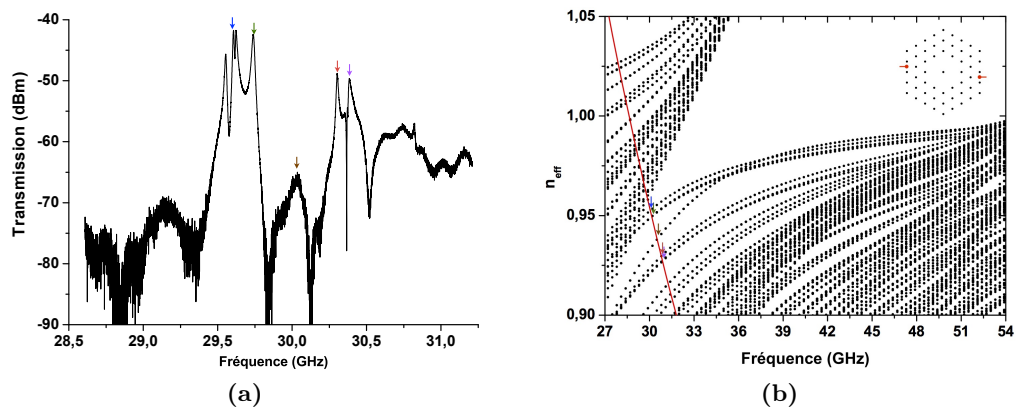 -40
-50
-60
-70
-80
-90
Transmission (dBm)
28,5 29,0 29,5 30,0 30,5 31,0
Fréquence (GHz)
(a)
1,05
1,00
0,95
0,90
n_eff
27 30 33 36 39 42 45 48 51 54
Fréquence (GHz)
(b)